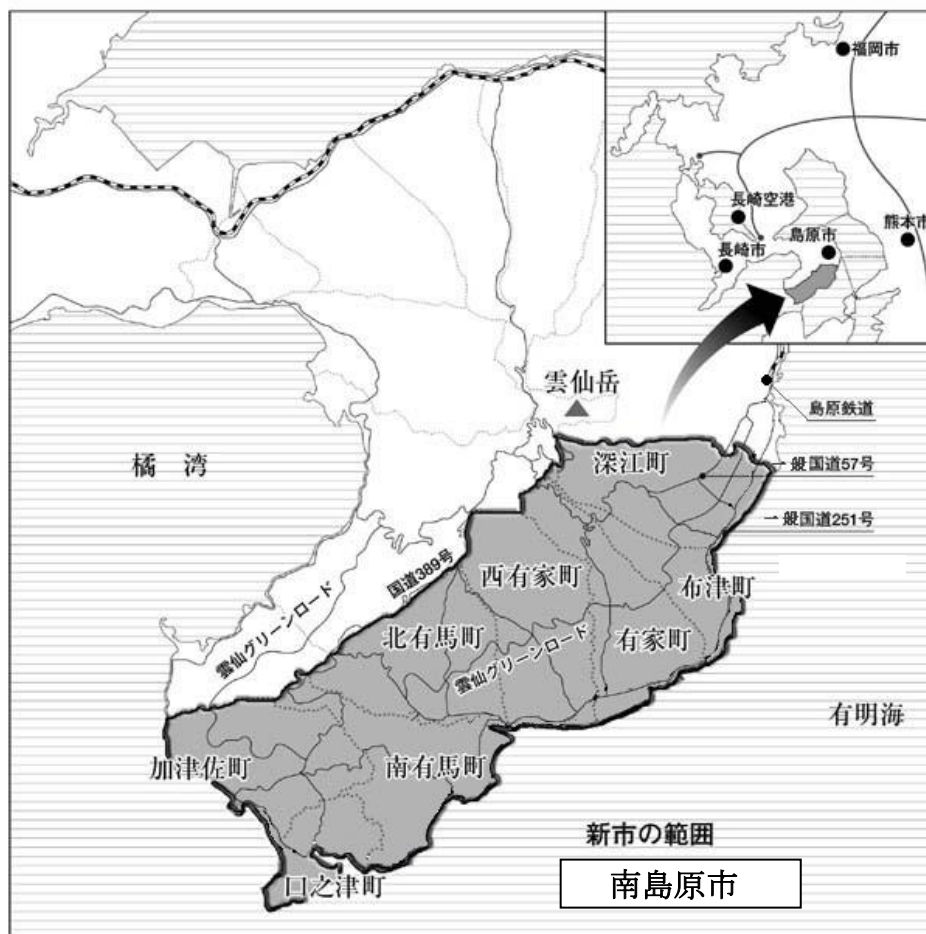 福岡市
長崎空港
熊本市
島原市
長崎市
雲仙岳
島原鉄道
橘 湾
深江町
一般国道57号
一般国道251号
国道389号
西有家町
布津町
雲仙グリーンロード
北有馬町
有家町
雲仙グリーンロード
有明海
加津佐町
南有馬町
新市の範囲
口之津町
南島原市